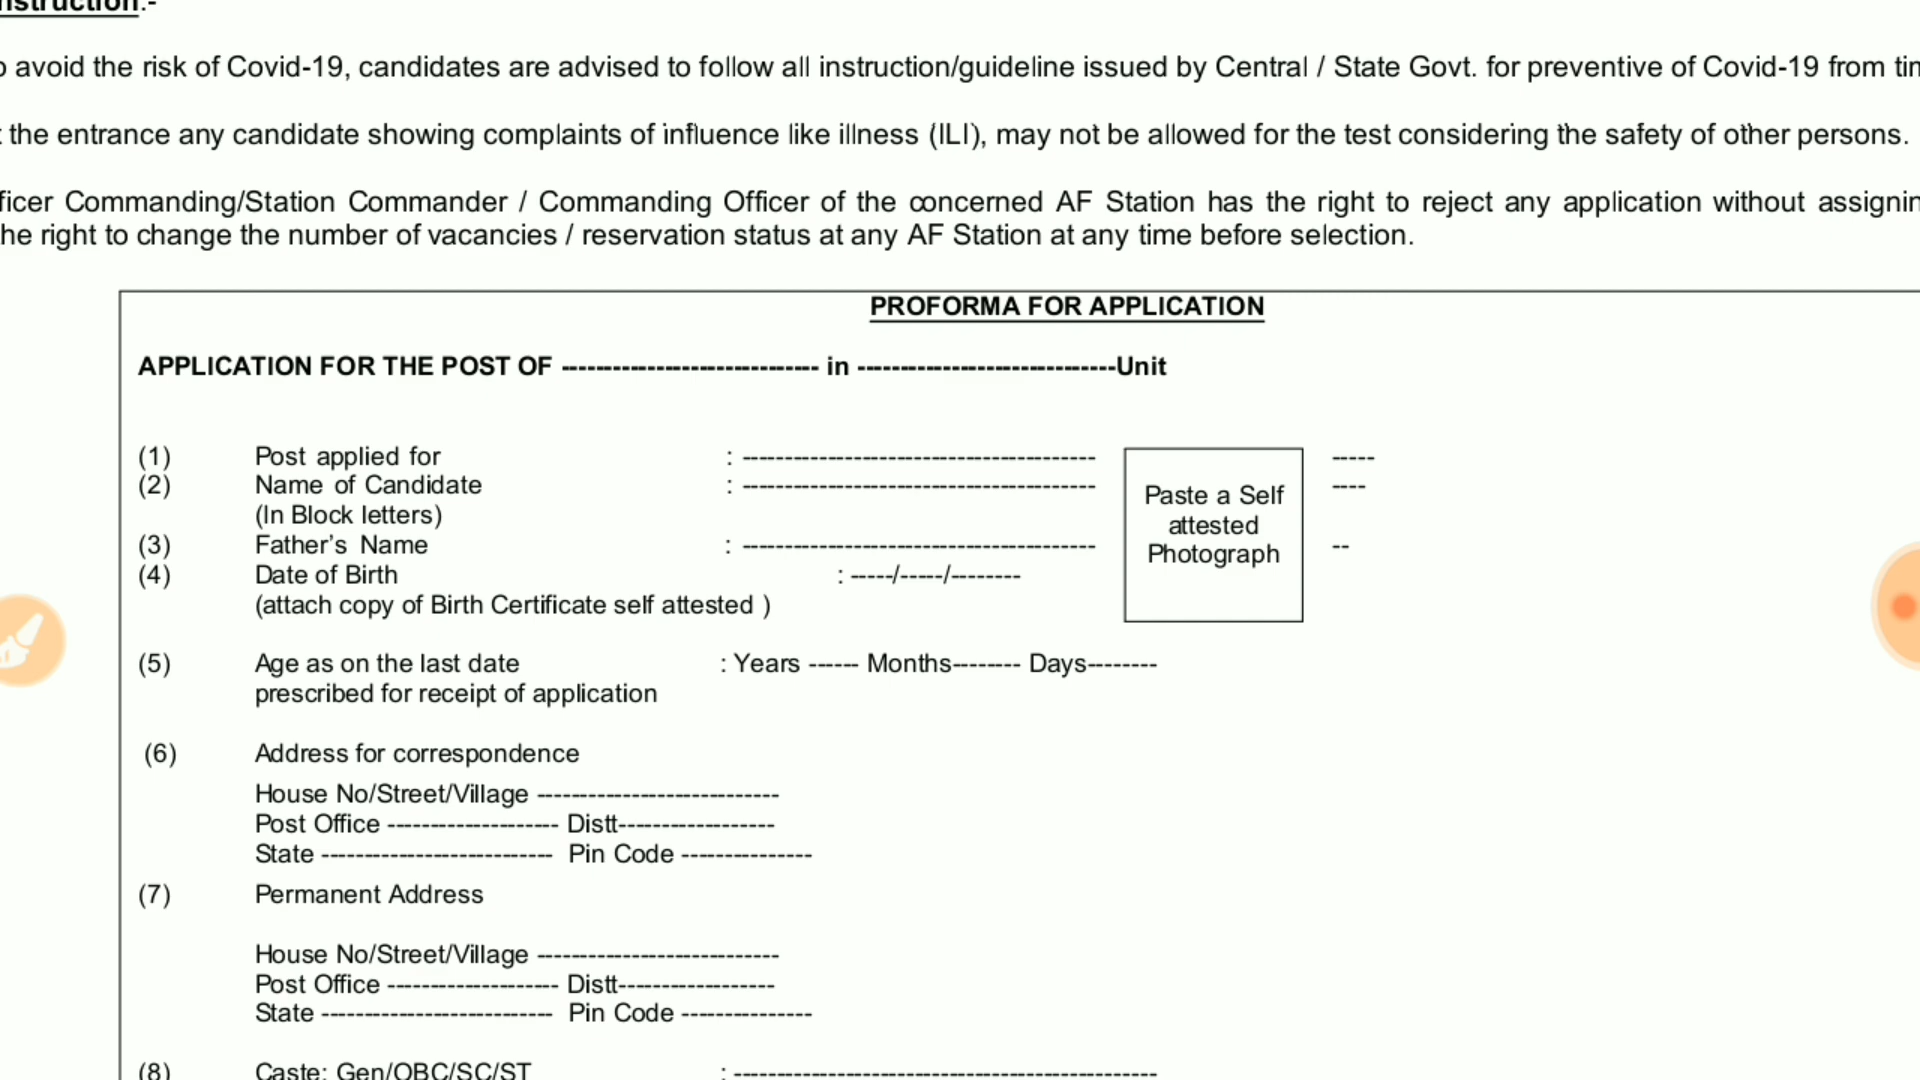 nstruction:-
avoid the risk of Covid-19, candidates are advised to follow all instruction/guideline issued by Central / State Govt. for preventive of Covid-19 from
the entrance any candidate showing complaints of influence like illness (ILI), may not be allowed for the test considering the safety of other persons.
ficer Commanding/Station Commander / Commanding Officer of the concerned AF Station has the right to reject any application without assignin
he right to change the number of vacancies / reservation status at any AF Station at any time before selection.
PROFORMA FOR APPLICATION
APPLICATION FOR THE POST OF ------------------------------ in ------------------------------Unit
(1) Post applied for : ------------------------------------------ -----
(2) Name of Candidate : ------------------------------------------ ----
(In Block letters)
(3) Father's Name : ------------------------------------------ --
(4) Date of Birth : -----/-----/--------
(attach copy of Birth Certificate self attested )
Paste a Self
attested
Photograph
(5) Age as on the last date : Years ------ Months-------- Days--------
prescribed for receipt of application
(6) Address for correspondence
House No/Street/Village -----------------------------
Post Office -------------------- Distt------------------
State --------------------------- Pin Code ---------------
(7) Permanent Address
House No/Street/Village -----------------------------
Post Office -------------------- Distt------------------
State --------------------------- Pin Code ---------------
(8) Caste: Gen/OBC/SC/ST : --------------------------------------------------